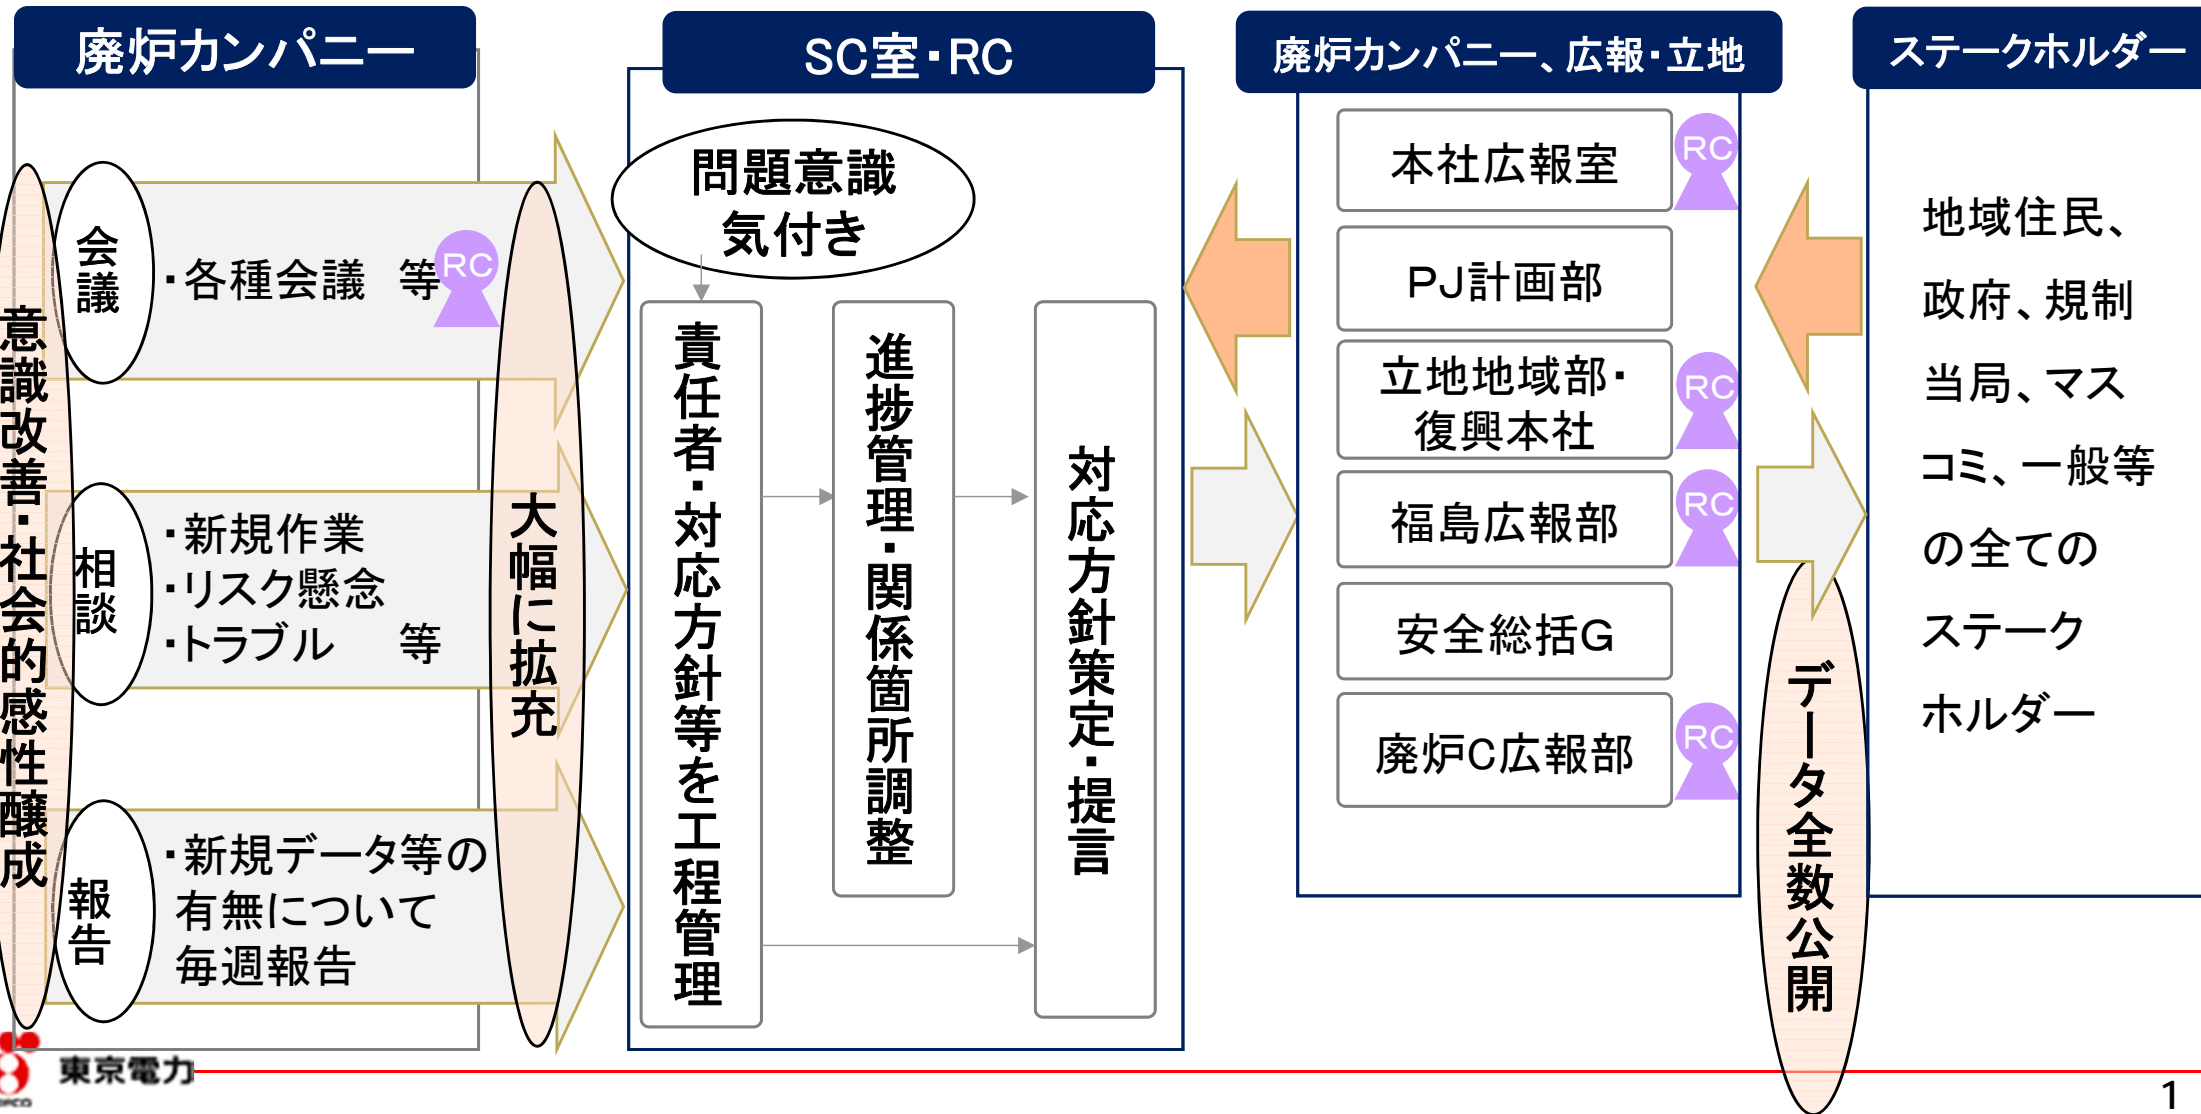 廃炉カンパニー
意識改善・社会的感性醸成
会議
・各種会議　等
RC
相談
・新規作業
・リスク懸念
・トラブル　等
報告
・新規データ等の
有無について
毎週報告
大幅に拡充
SC室・RC
問題意識
気付き
責任者・対応方針等を工程管理
進捗管理・関係箇所調整
対応方針策定・提言
廃炉カンパニー、広報・立地
本社広報室
RC
PJ計画部
立地地域部・
復興本社
RC
福島広報部
RC
安全総括G
廃炉C広報部
RC
データ全数公開
ステークホルダー
地域住民、
政府、規制
当局、マス
コミ、一般等
の全ての
ステーク
ホルダー
東京電力
1